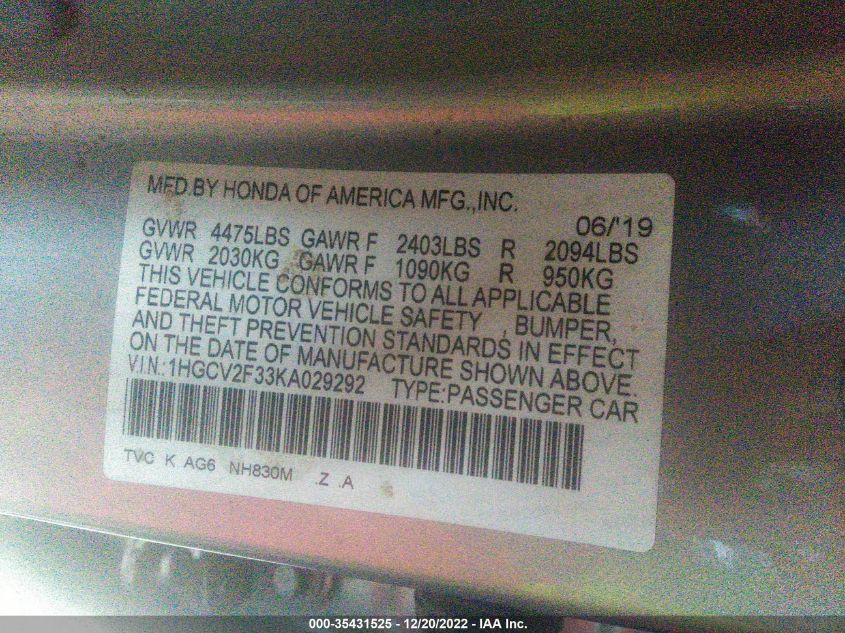 MFD.BY HONDA OF AMERICA MFG.,INC.
06/'19
GVWR 4475LBS GAWR F 2403LBS R 2094LBS
GVWR 2030KG GAWR F 1090KG R 950KG
THIS VEHICLE CONFORMS TO ALL APPLICABLE
FEDERAL MOTOR VEHICLE SAFETY , BUMPER,
AND THEFT PREVENTION STANDARDS IN EFFECT
ON THE DATE OF MANUFACTURE SHOWN ABOVE.
V.I.N.:1HGCV2F33KA029292 TYPE:PASSENGER CAR
TVC K AG6 NH830M .Z .A
000-35431525 - 12/20/2022 - IAA Inc.